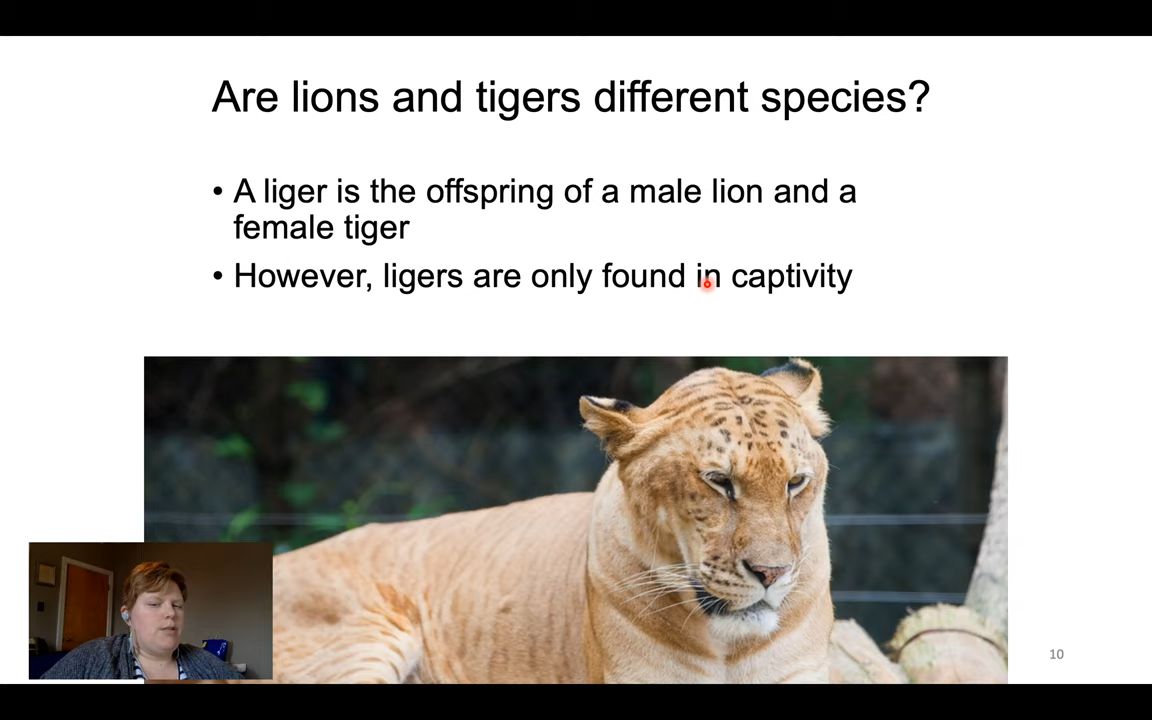 Are lions and tigers different species?
• A liger is the offspring of a male lion and a
female tiger
• However, ligers are only found in captivity
10